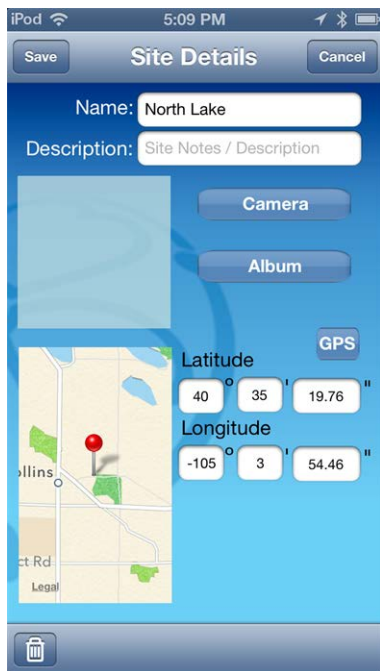 iPod 5:09 PM
Save Site Details Cancel
Name: North Lake
Description: Site Notes / Description
Camera
Album
GPS
Latitude
40 ° 35 ' 19.76 "
Longitude
-105 ° 3 ' 54.46 "
ollins
ct Rd
Legal